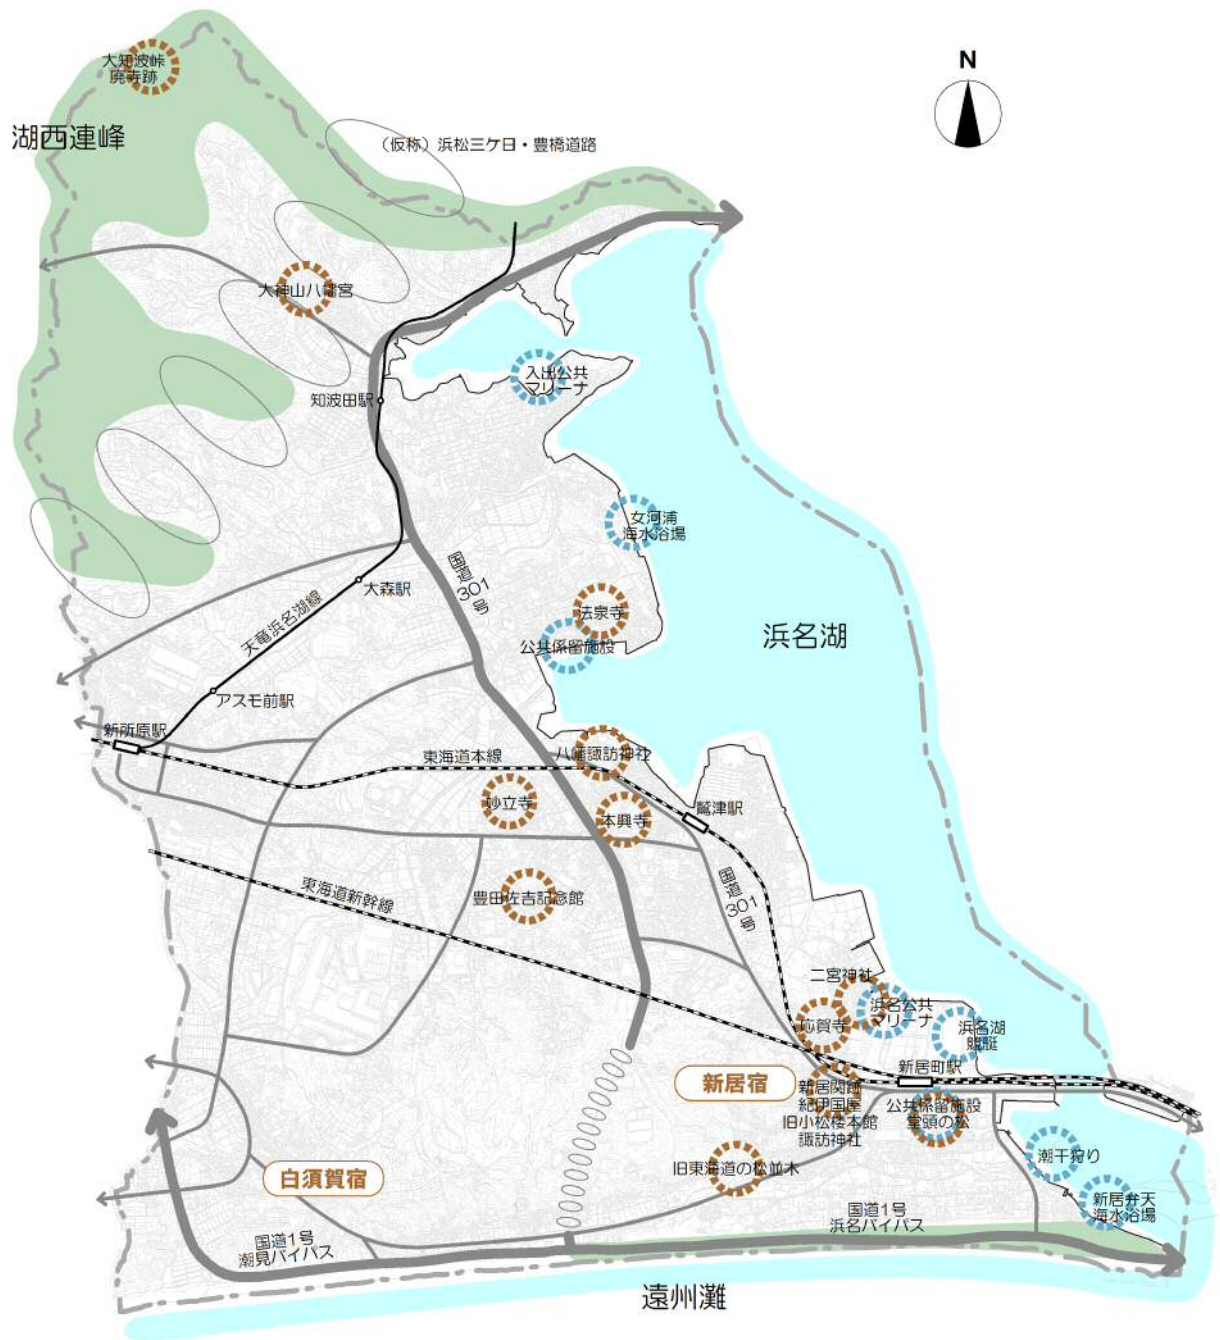 N
大知波峠
廃寺跡
湖西連峰
（仮称）浜松三ケ日・豊橋道路
大神山八幡宮
入出公共
マリーナ
知波田駅
女河浦
海水浴場
国道301号
大森駅
法泉寺
天竜浜名湖線
公共係留施設
浜名湖
アスモ前駅
新所原駅
東海道本線
八幡諏訪神社
妙立寺
本興寺
鷲津駅
国道301号
東海道新幹線
豊田佐吉記念館
二宮神社
浜名公共
マリーナ
応賀寺
浜名湖
競艇
新居町駅
新居宿
新居関跡
紀伊国屋
旧小松楼本館
諏訪神社
公共係留施設
堂頭の松
潮干狩り
旧東海道の松並木
白須賀宿
新居弁天
海水浴場
国道1号
浜名バイパス
国道1号
潮見バイパス
遠州灘